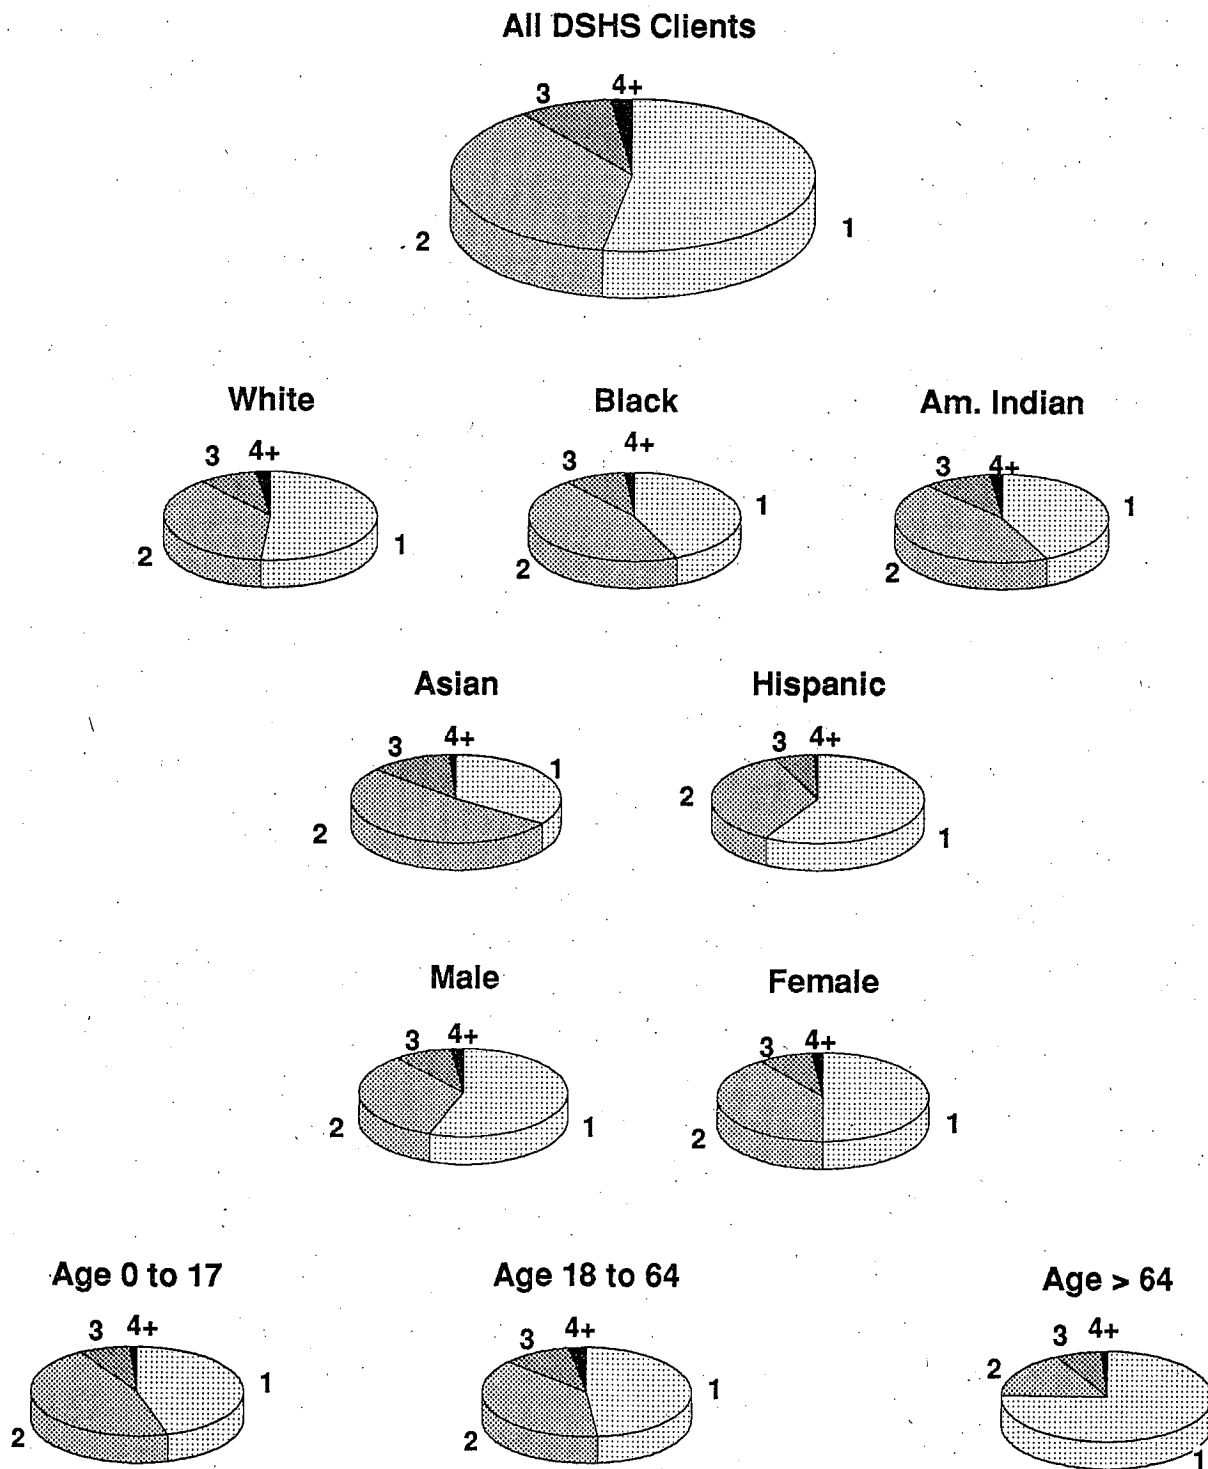 All DSHS Clients
3 4+
2 1
White Black Am. Indian
3 4+ 3 4+ 3 4+
2 1 2 1 2 1
Asian Hispanic
3 4+ 1 3 4+
2 2 1
Male Female
3 4+ 3 4+
2 1 2 1
Age 0 to 17 Age 18 to 64 Age > 64
3 4+ 3 4+ 3 4+
2 1 2 1 2 1